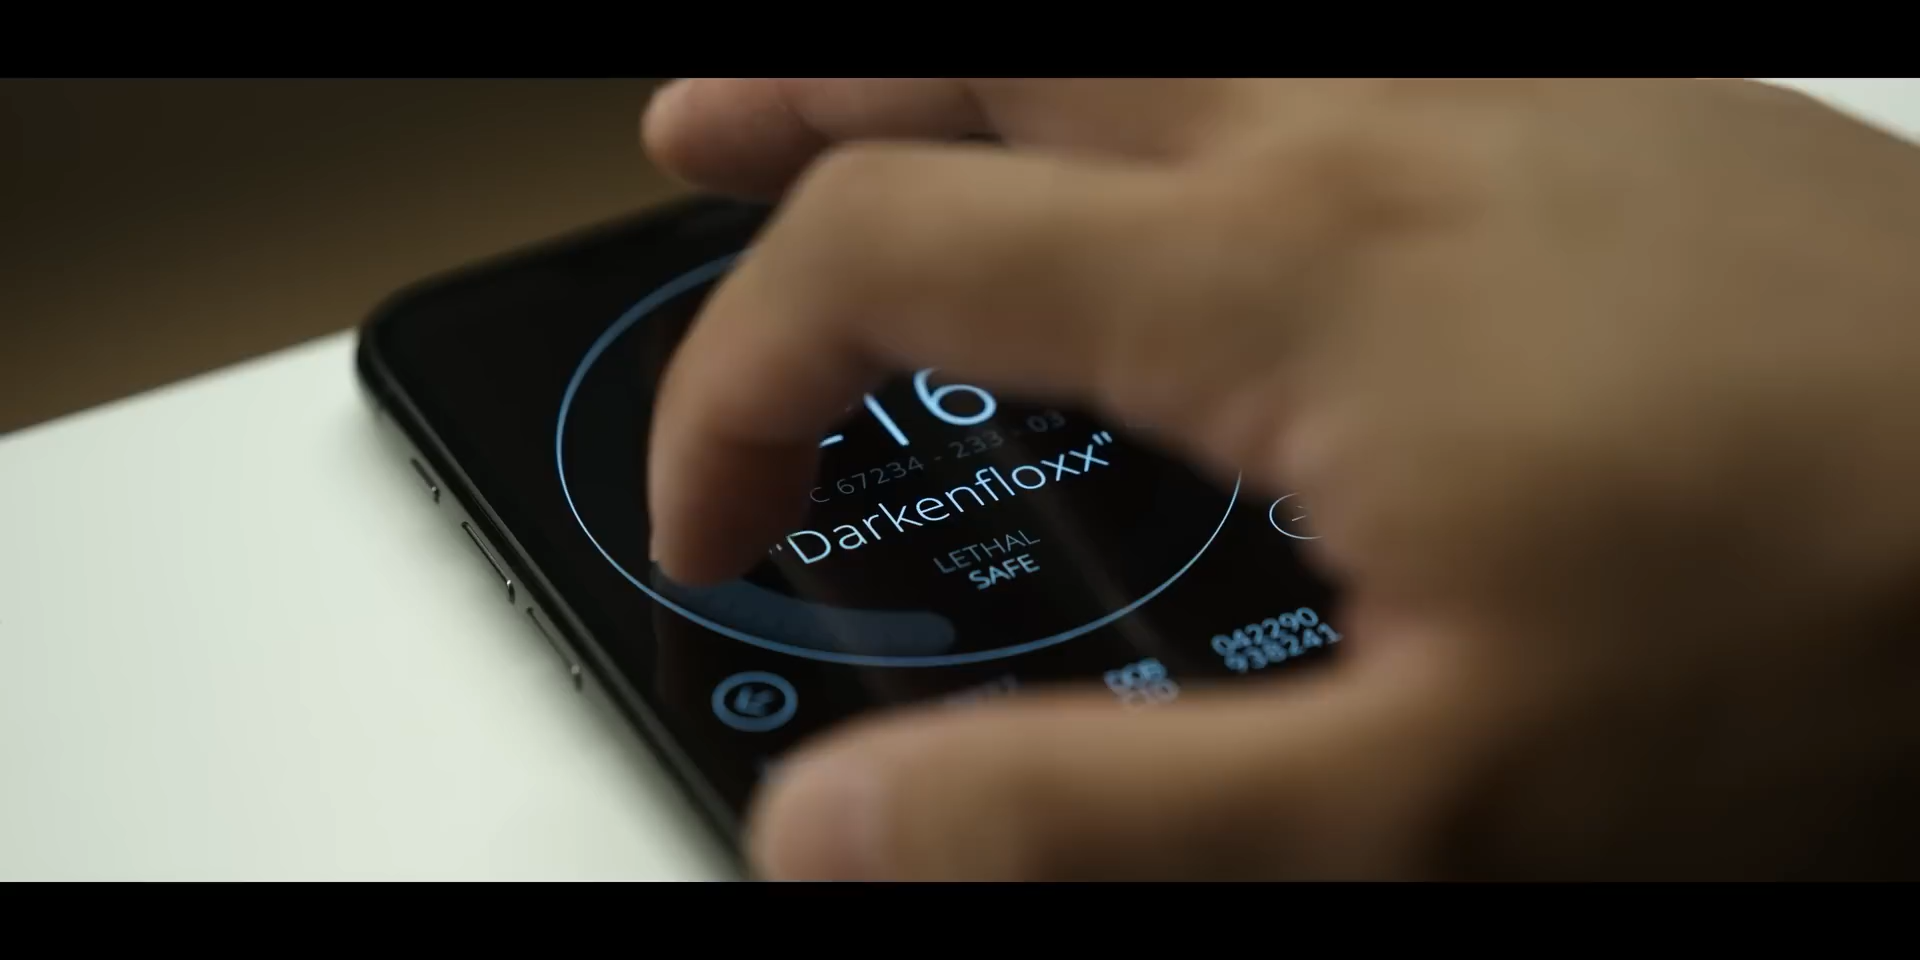 -16
C 67234 - 233 - 03
"Darkenfloxx"
LETHAL
SAFE
042290
938241